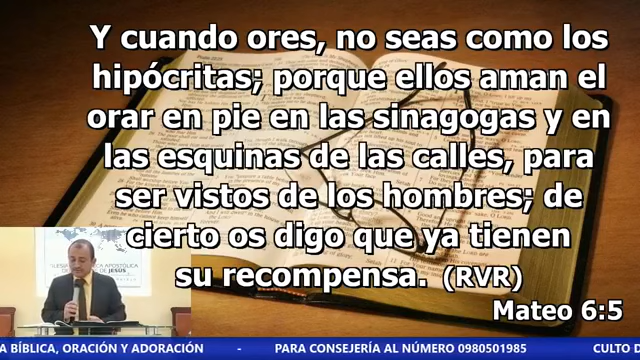 Y cuando ores, no seas como los
hipócritas; porque ellos aman el
orar en pie en las sinagogas y en
las esquinas de las calles, para
ser vistos de los hombres; de
cierto os digo que ya tienen
su recompensa. (RVR)
Mateo 6:5
DE JESÚS
A BÍBLICA, ORACIÓN Y ADORACIÓN - PARA CONSEJERÍA AL NÚMERO 0980501985 CULTO D